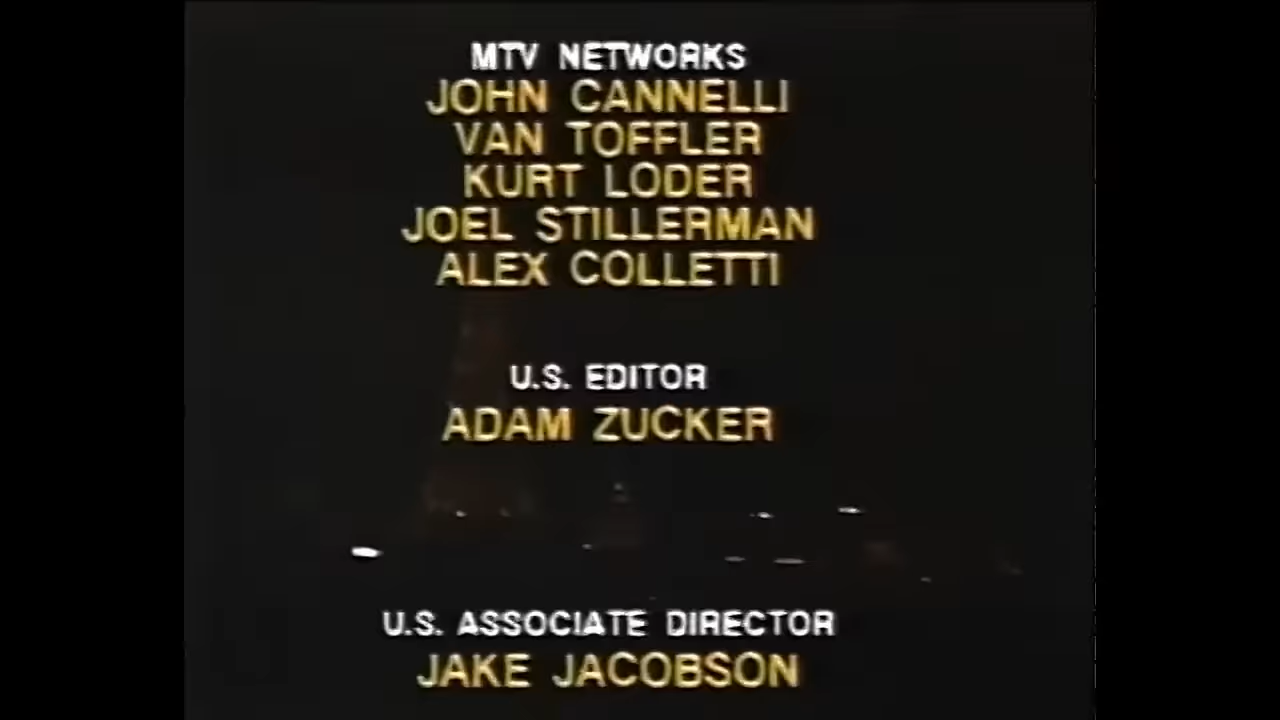 MTV NETWORKS
JOHN CANNELLI
VAN TOFFLER
KURT LODER
JOEL STILLERMAN
ALEX COLLETTI
U.S. EDITOR
ADAM ZUCKER
U.S. ASSOCIATE DIRECTOR
JAKE JACOBSON